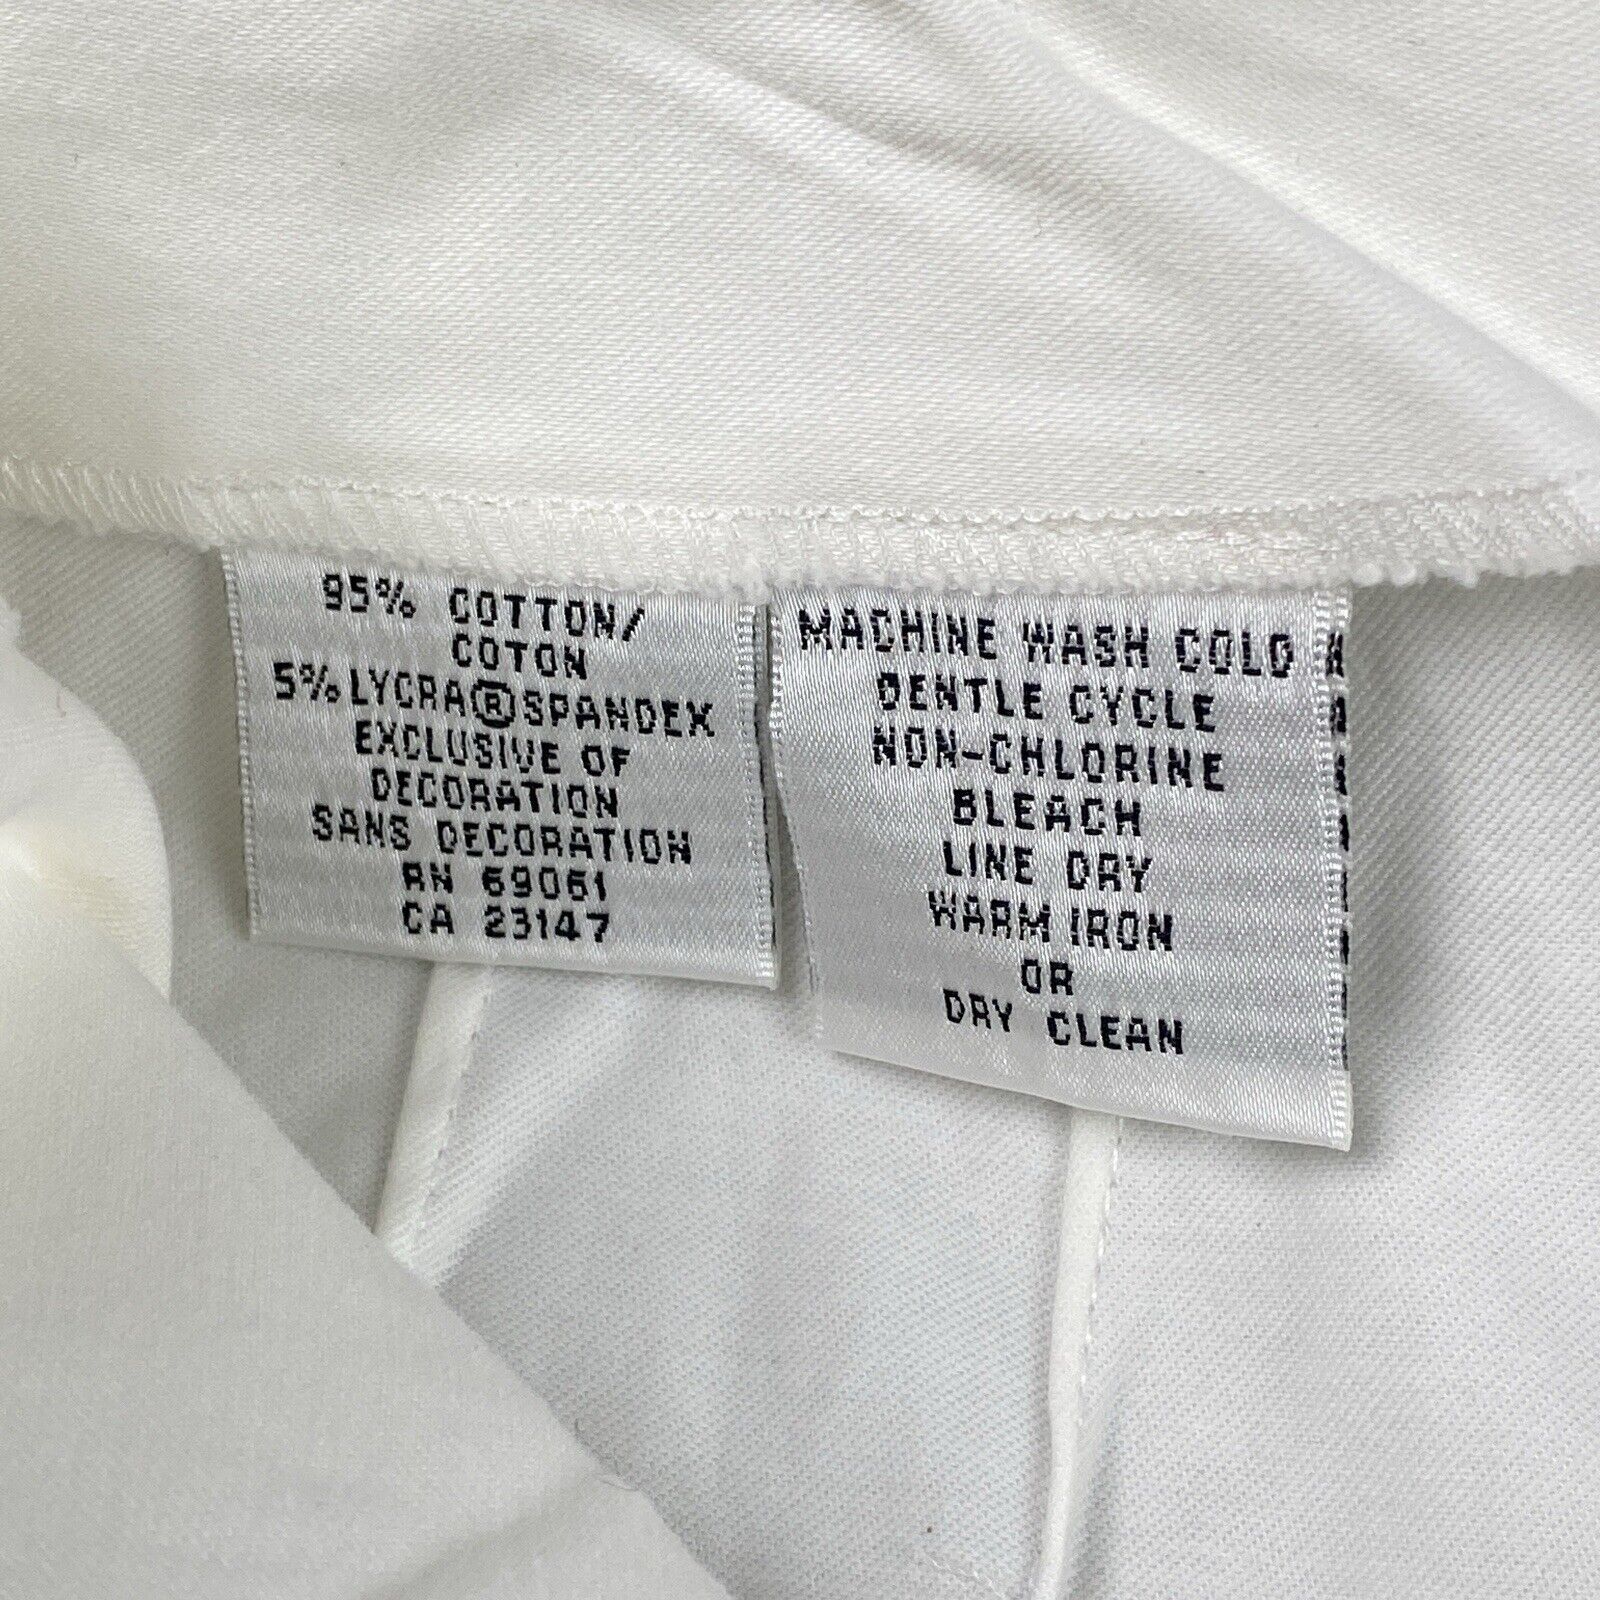 95% COTTON/
COTON
5% LYCRA® SPANDEX
EXCLUSIVE OF
DECORATION
SANS DECORATION
RN 69061
CA 23147
MACHINE WASH COLD
GENTLE CYCLE
NON-CHLORINE
BLEACH
LINE DRY
WARM IRON
OR
DRY CLEAN